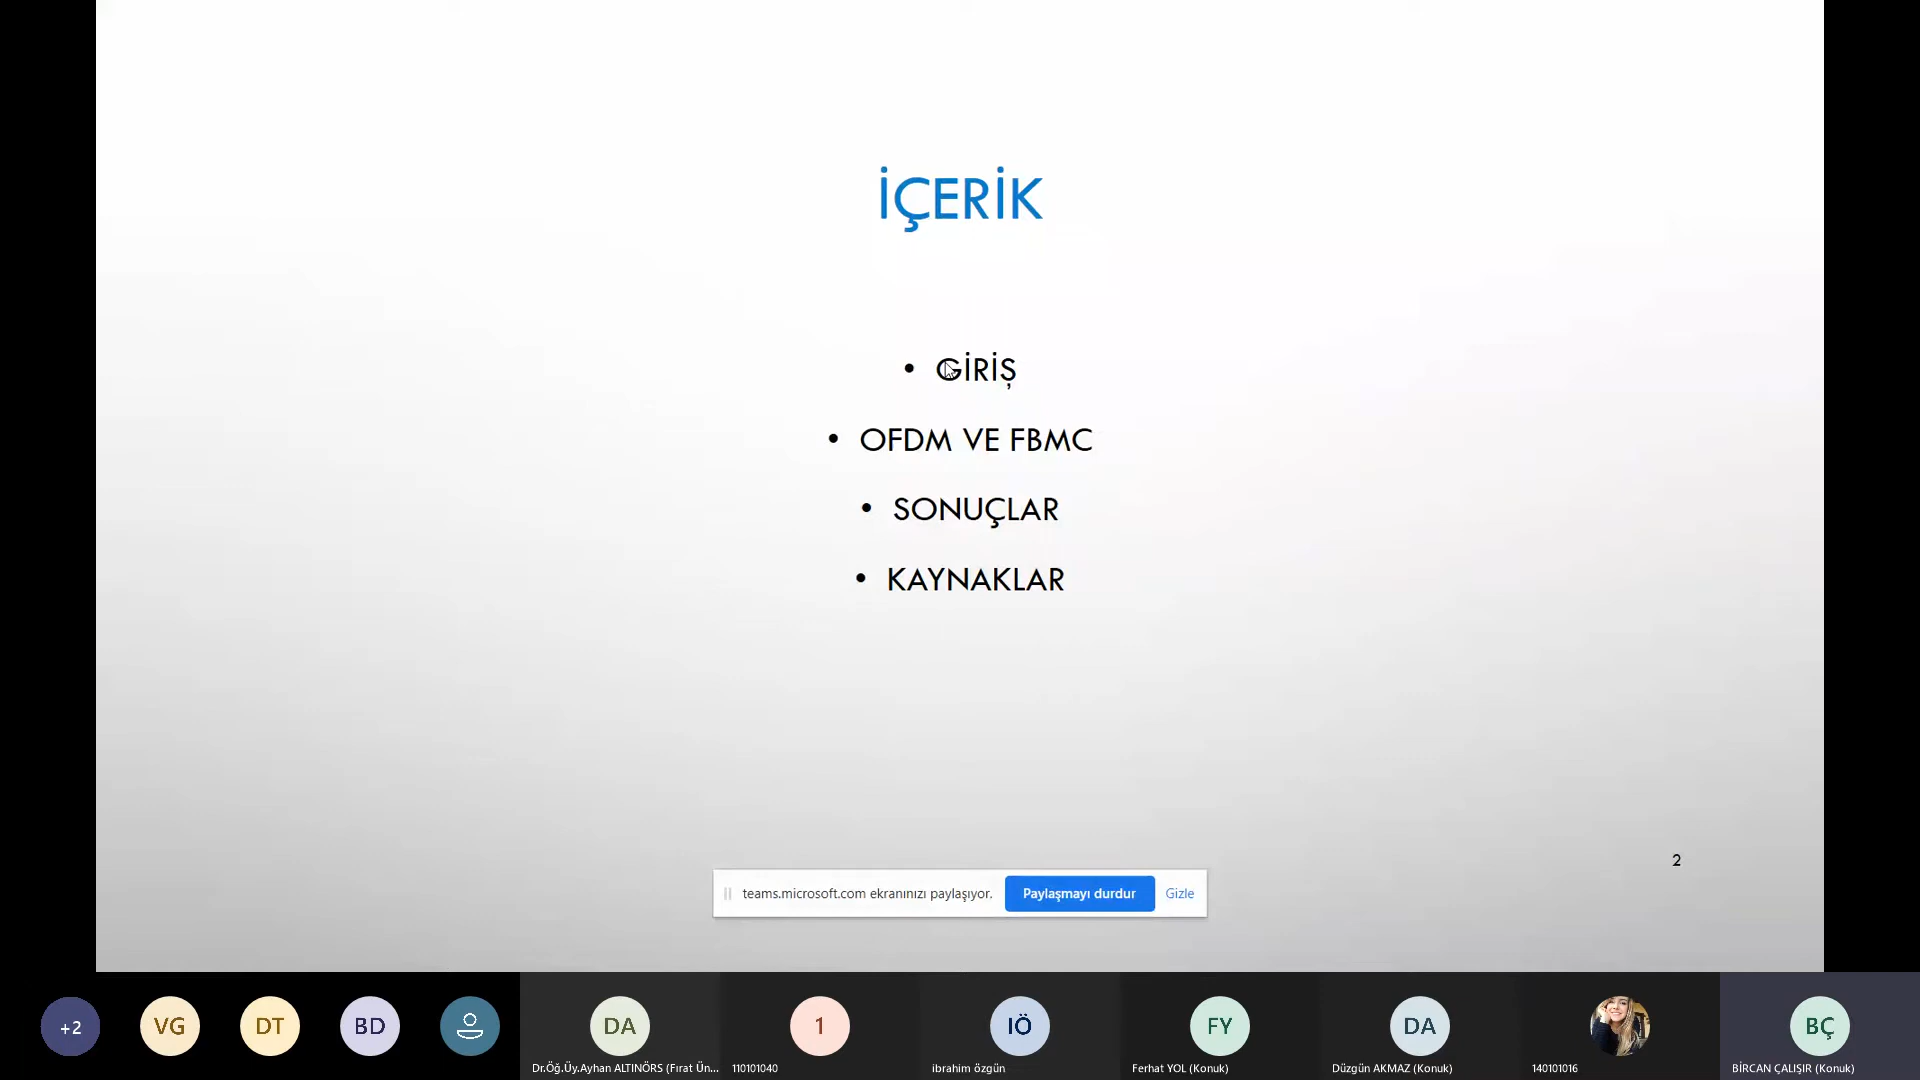 İÇERİK
• GİRİŞ
• OFDM VE FBMC
• SONUÇLAR
• KAYNAKLAR
2
teams.microsoft.com ekranınızı paylaşıyor. Paylaşmayı durdur Gizle
+2 VG DT BD DA 1 IÖ FY DA BÇ
Dr.Öğ.Üy.Ayhan ALTINÖRS (Fırat Ün... 110101040 ibrahim özgün Ferhat YOL (Konuk) Düzgün AKMAZ (Konuk) 140101016 BİRCAN ÇALIŞIR (Konuk)